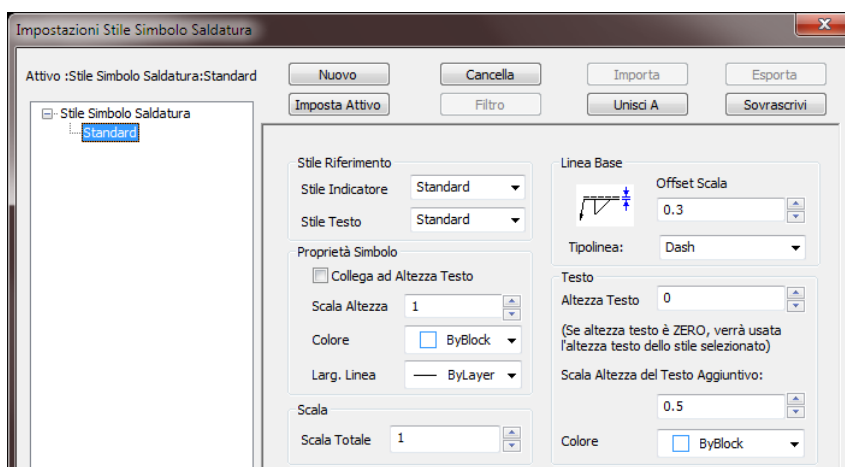 Impostazioni Stile Simbolo Saldatura
Attivo :Stile Simbolo Saldatura:Standard
Nuovo
Cancella
Importa
Esporta
Imposta Attivo
Filtro
Unisci A
Sovrascrivi
Stile Simbolo Saldatura
Standard
Stile Riferimento
Stile Indicatore Standard
Stile Testo Standard
Proprietà Simbolo
Collega ad Altezza Testo
Scala Altezza 1
Colore ByBlock
Larg. Linea ByLayer
Scala
Scala Totale 1
Linea Base
Offset Scala
0.3
Tipolinea: Dash
Testo
Altezza Testo 0
(Se altezza testo è ZERO, verrà usata
l'altezza testo dello stile selezionato)
Scala Altezza del Testo Aggiuntivo:
0.5
Colore ByBlock